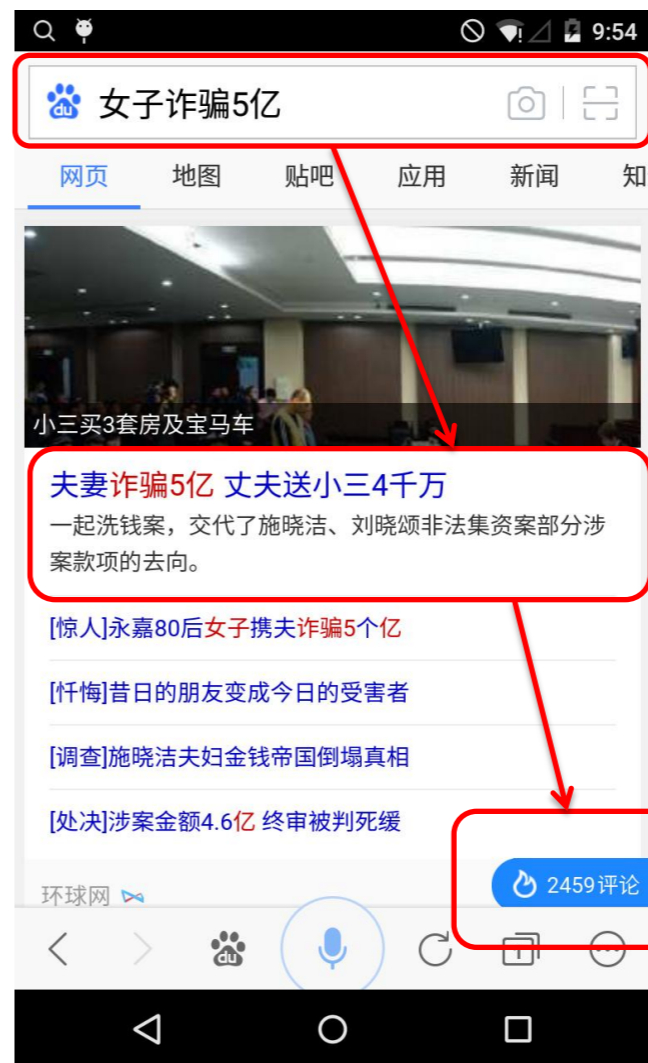 9:54
du 女子诈骗5亿
网页 地图 贴吧 应用 新闻 知
小三买3套房及宝马车
夫妻诈骗5亿 丈夫送小三4千万
一起洗钱案，交代了施晓洁、刘晓颂非法集资案部分涉
案款项的去向。
[惊人]永嘉80后女子携夫诈骗5个亿
[忏悔]昔日的朋友变成今日的受害者
[调查]施晓洁夫妇金钱帝国倒塌真相
[处决]涉案金额4.6亿 终审被判死缓
环球网
2459评论
du
1